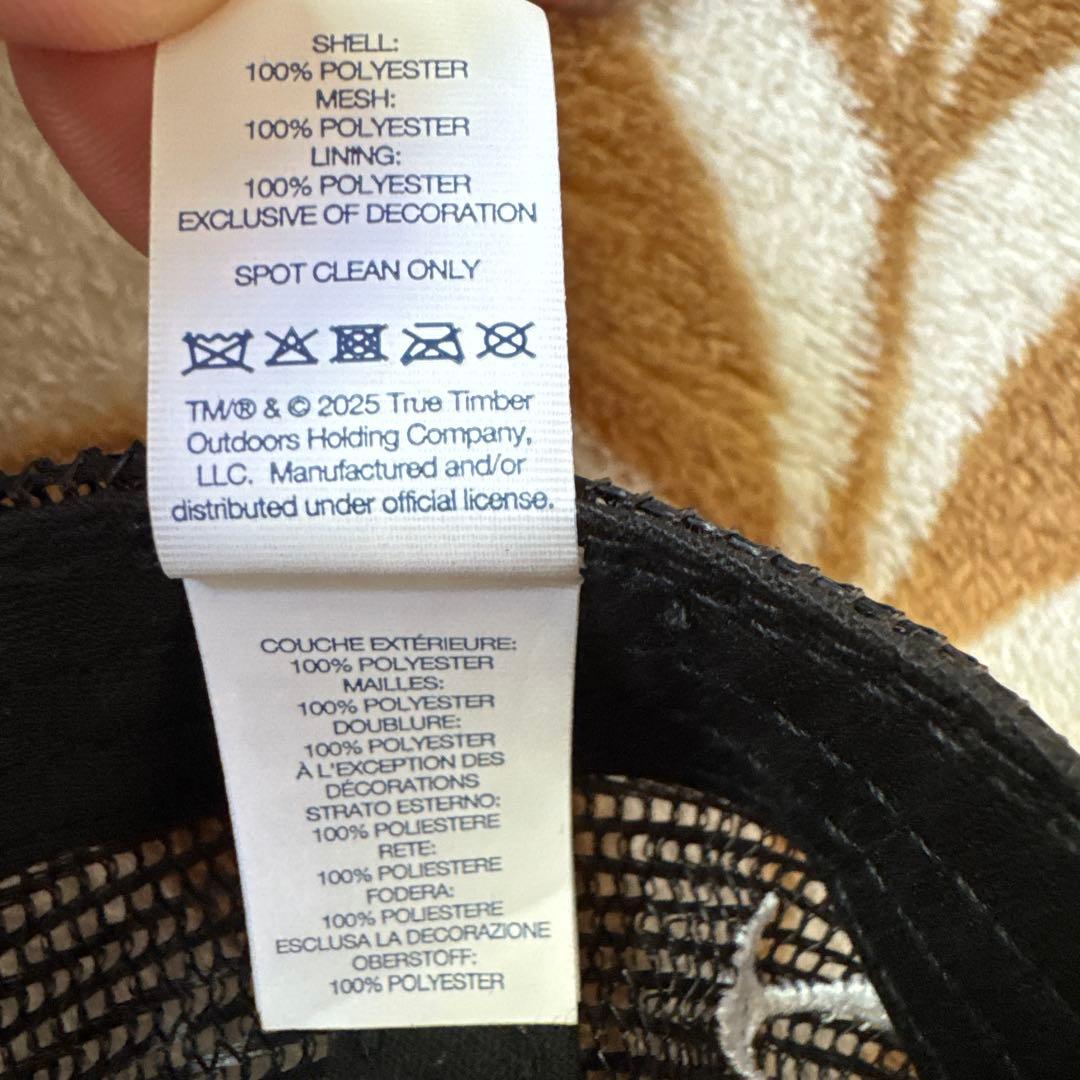 SHELL:
100% POLYESTER
MESH:
100% POLYESTER
LINING:
100% POLYESTER
EXCLUSIVE OF DECORATION
SPOT CLEAN ONLY
TM/® & © 2025 True Timber
Outdoors Holding Company,
LLC. Manufactured and/or
distributed under official license.
COUCHE EXTÉRIEURE:
100% POLYESTER
MAILLES:
100% POLYESTER
DOUBLURE:
100% POLYESTER
À L'EXCEPTION DES
DÉCORATIONS
STRATO ESTERNO:
100% POLIESTERE
RETE:
100% POLIESTERE
FODERA:
100% POLIESTERE
ESCLUSA LA DECORAZIONE
OBERSTOFF:
100% POLYESTER